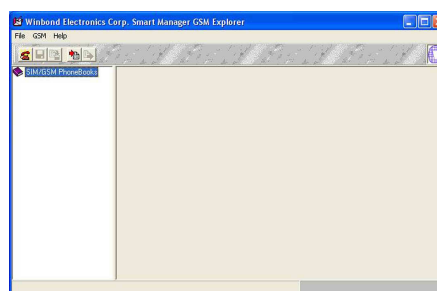 Winbond Electronics Corp. Smart Manager GSM Explorer
File GSM Help
SIM/GSM PhoneBooks